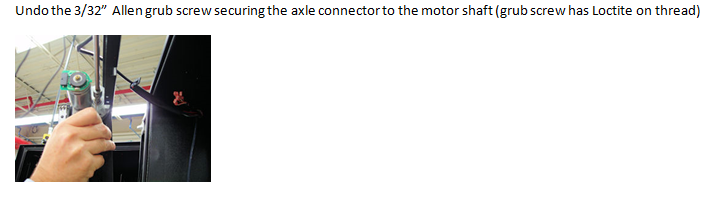 Undo the 3/32” Allen grub screw securing the axle connector to the motor shaft (grub screw has Loctite on thread)